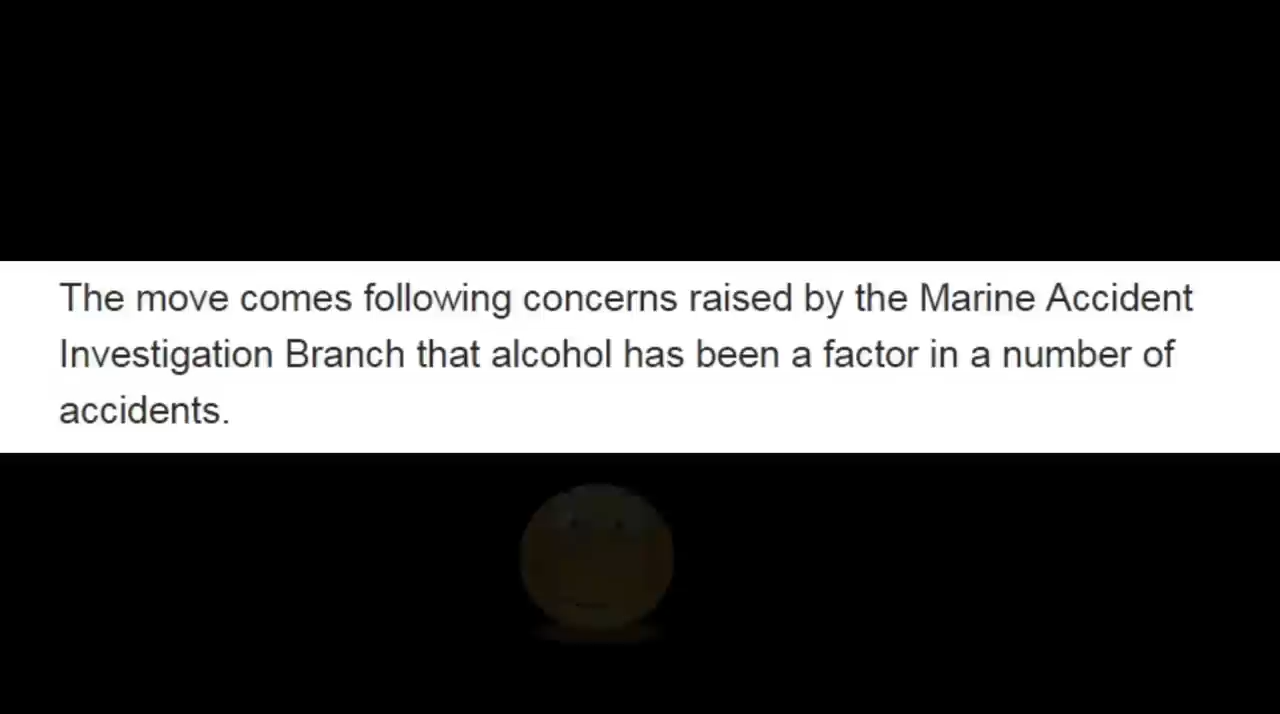 The move comes following concerns raised by the Marine Accident
Investigation Branch that alcohol has been a factor in a number of
accidents.